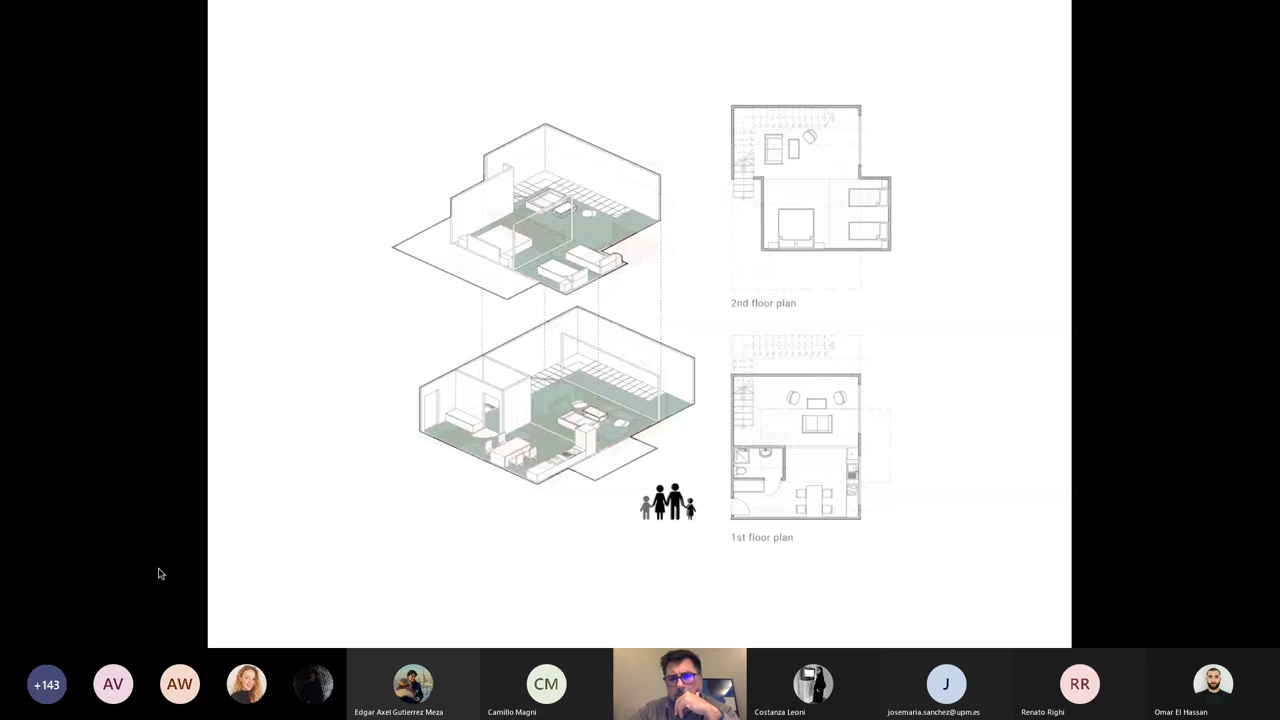 2nd floor plan
1st floor plan
+143
AV
AW
CM
J
RR
Edgar Axel Gutierrez Meza
Camillo Magni
Costanza Leoni
josemaria.sanchez@upm.es
Renato Righi
Omar El Hassan